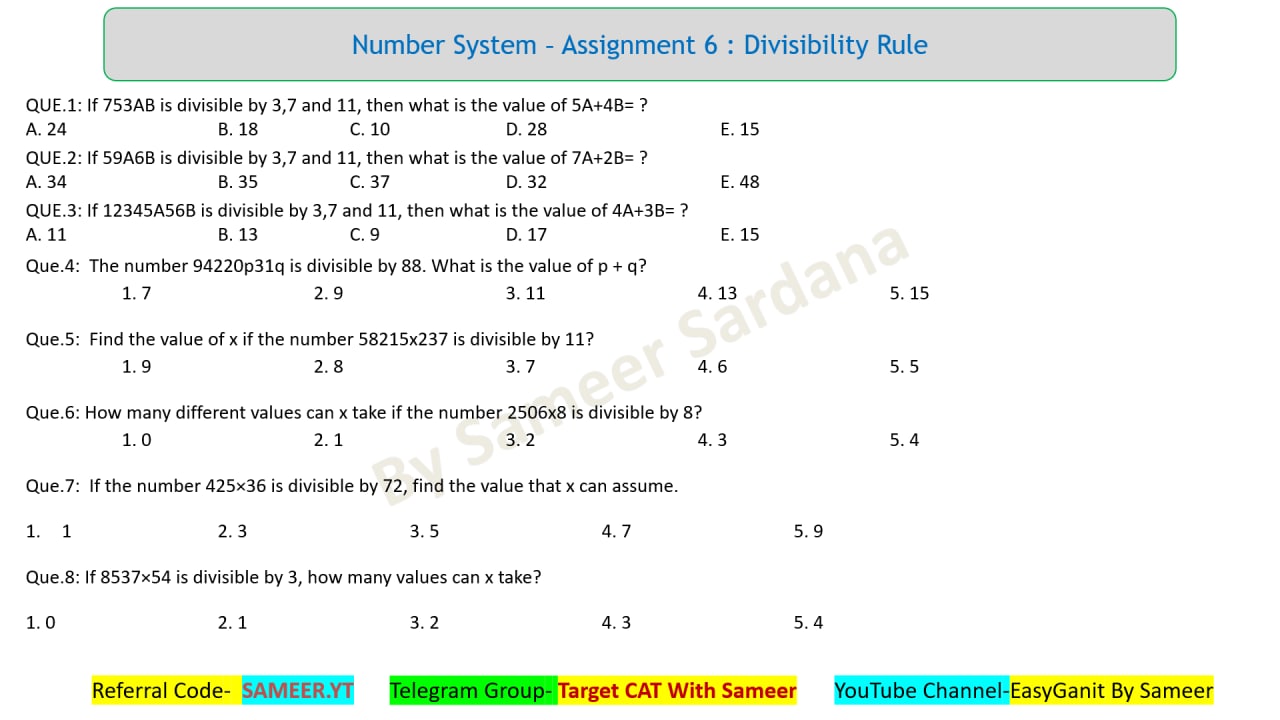 Number System – Assignment 6 : Divisibility Rule
QUE.1: If 753AB is divisible by 3,7 and 11, then what is the value of 5A+4B= ?
A. 24 B. 18 C. 10 D. 28 E. 15
QUE.2: If 59A6B is divisible by 3,7 and 11, then what is the value of 7A+2B= ?
A. 34 B. 35 C. 37 D. 32 E. 48
QUE.3: If 12345A56B is divisible by 3,7 and 11, then what is the value of 4A+3B= ?
A. 11 B. 13 C. 9 D. 17 E. 15
Que.4: The number 94220p31q is divisible by 88. What is the value of p + q?
1. 7 2. 9 3. 11 4. 13 5. 15
Que.5: Find the value of x if the number 58215x237 is divisible by 11?
1. 9 2. 8 3. 7 4. 6 5. 5
Que.6: How many different values can x take if the number 2506x8 is divisible by 8?
1. 0 2. 1 3. 2 4. 3 5. 4
Que.7: If the number 425×36 is divisible by 72, find the value that x can assume.
1. 1 2. 3 3. 5 4. 7 5. 9
Que.8: If 8537×54 is divisible by 3, how many values can x take?
1. 0 2. 1 3. 2 4. 3 5. 4
By Sameer Sardana
Referral Code- SAMEER.YT Telegram Group- Target CAT With Sameer YouTube Channel-EasyGanit By Sameer